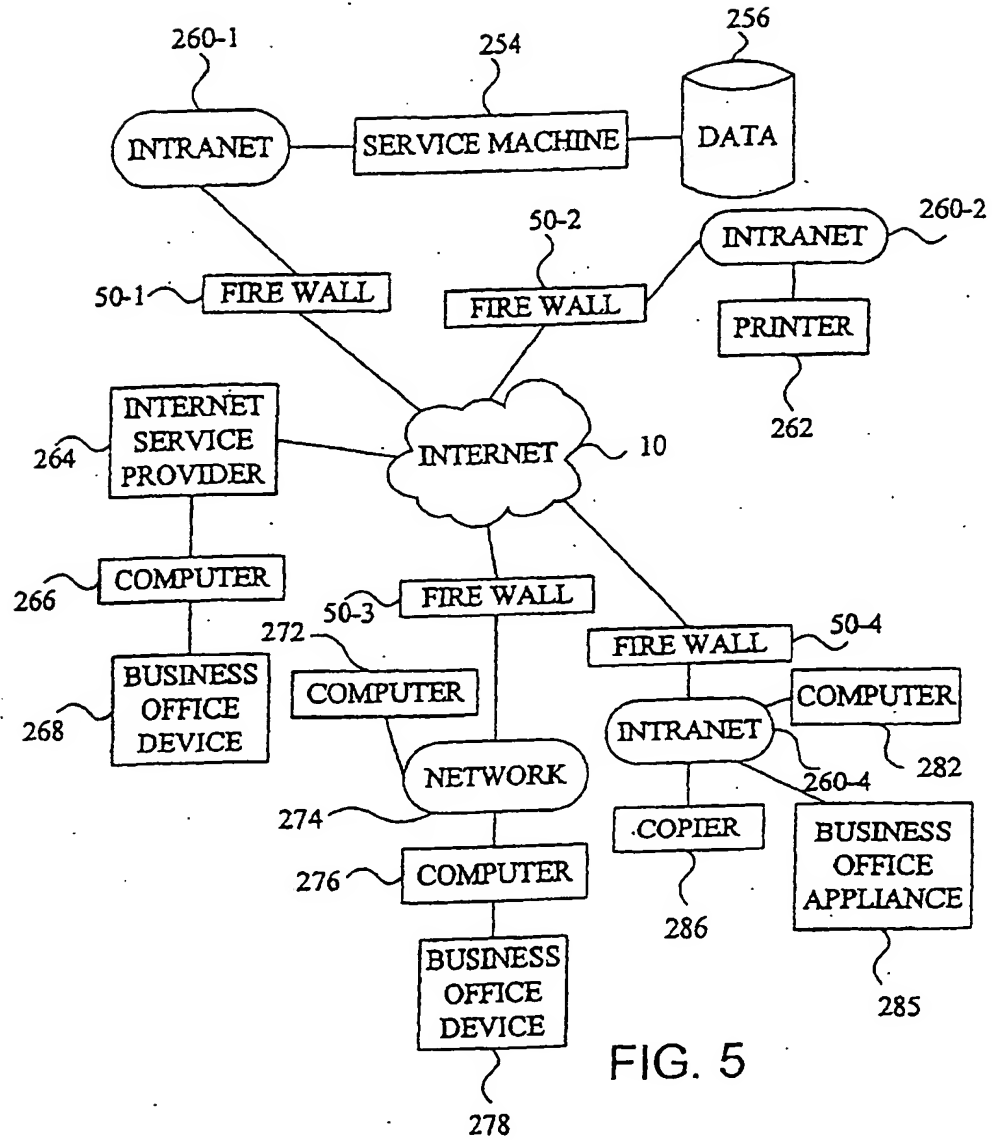 260-1
254
256
INTRANET
SERVICE MACHINE
DATA
50-2
260-2
INTRANET
50-1
FIRE WALL
FIRE WALL
PRINTER
262
INTERNET
SERVICE
PROVIDER
264
INTERNET
10
COMPUTER
266
FIRE WALL
50-3
272
50-4
FIRE WALL
BUSINESS
OFFICE
DEVICE
268
COMPUTER
COMPUTER
282
INTRANET
260-4
NETWORK
274
COPIER
286
BUSINESS
OFFICE
APPLIANCE
285
276
COMPUTER
BUSINESS
OFFICE
DEVICE
278
FIG. 5